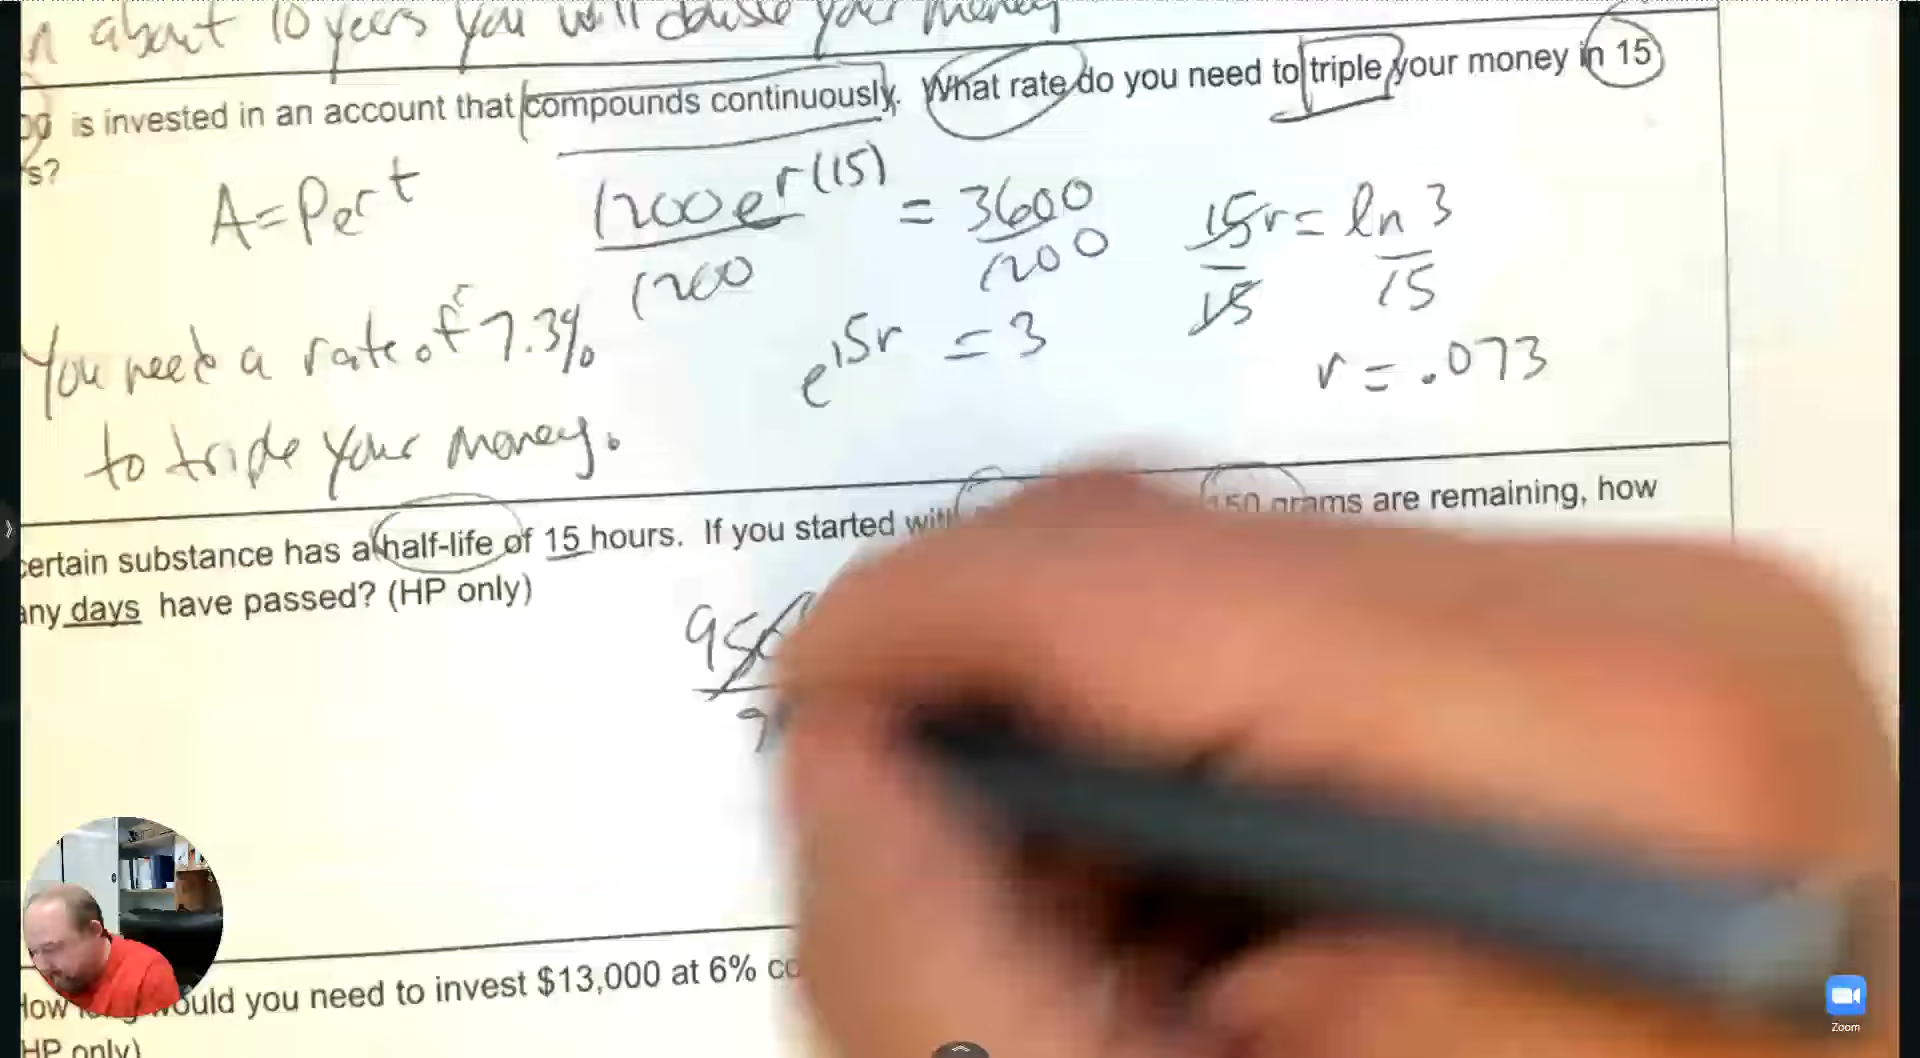 about 10 years you will double your money
is invested in an account that compounds continuously. What rate do you need to triple your money in 15
s?
A=Pert
1200e r(15) = 3600
1200 1200
e15r = 3
15r = ln 3
15 15
r = .073
You need a rate of 7.3%
to triple your money.
certain substance has a half-life of 15 hours. If you started with 150 grams are remaining, how
any days have passed? (HP only)
ould you need to invest $13,000 at 6% co
HP only)
Zoom